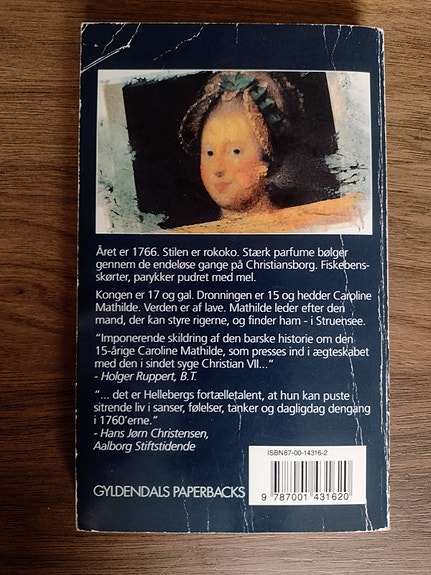 Året er 1766. Stilen er rokoko. Stærk parfume bølger
gennem de endeløse gange på Christiansborg. Fiskebens-
skørter, parykker pudret med mel.
Kongen er 17 og gal. Dronningen er 15 og hedder Caroline
Mathilde. Verden er af lave. Mathilde leder efter den
mand, der kan styre rigerne, og finder ham - i Struensee.
"Imponerende skildring af den barske historie om den
15-årige Caroline Mathilde, som presses ind i ægteskabet
med den i sindet syge Christian VII..."
- Holger Ruppert, B.T.
"... det er Hellebergs fortælletalent, at hun kan puste
sitrende liv i sanser, følelser, tanker og dagligdag dengang
i 1760'erne."
- Hans Jørn Christensen,
Aalborg Stiftstidende
ISBN87-00-14316-2
GYLDENDALS PAPERBACKS
9 788700 143162